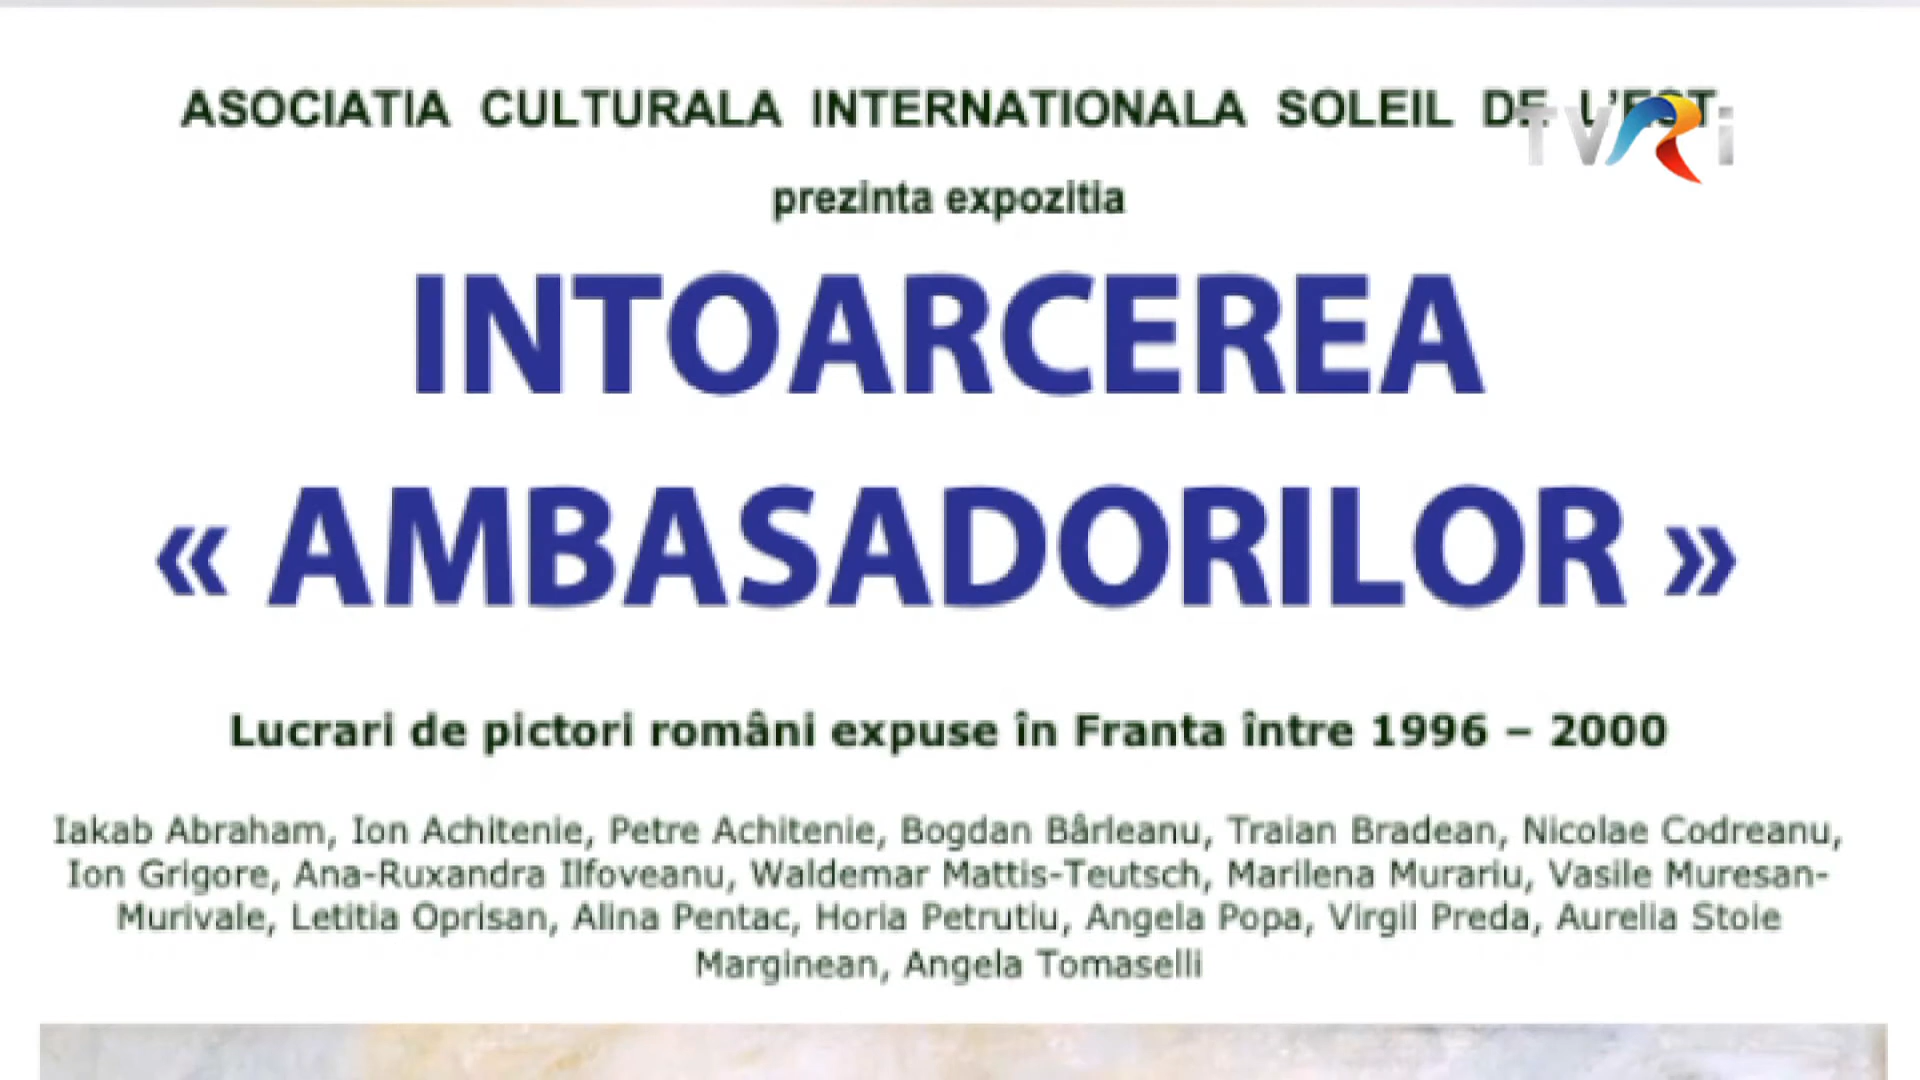 ASOCIATIA CULTURALA INTERNATIONALA SOLEIL DE L'EST
TVRi
prezinta expozitia
INTOARCEREA
« AMBASADORILOR »
Lucrari de pictori români expuse în Franta între 1996 – 2000
Iakab Abraham, Ion Achitenie, Petre Achitenie, Bogdan Bârleanu, Traian Bradean, Nicolae Codreanu,
Ion Grigore, Ana-Ruxandra Ilfoveanu, Waldemar Mattis-Teutsch, Marilena Murariu, Vasile Muresan-
Murivale, Letitia Oprisan, Alina Pentac, Horia Petrutiu, Angela Popa, Virgil Preda, Aurelia Stoie
Marginean, Angela Tomaselli